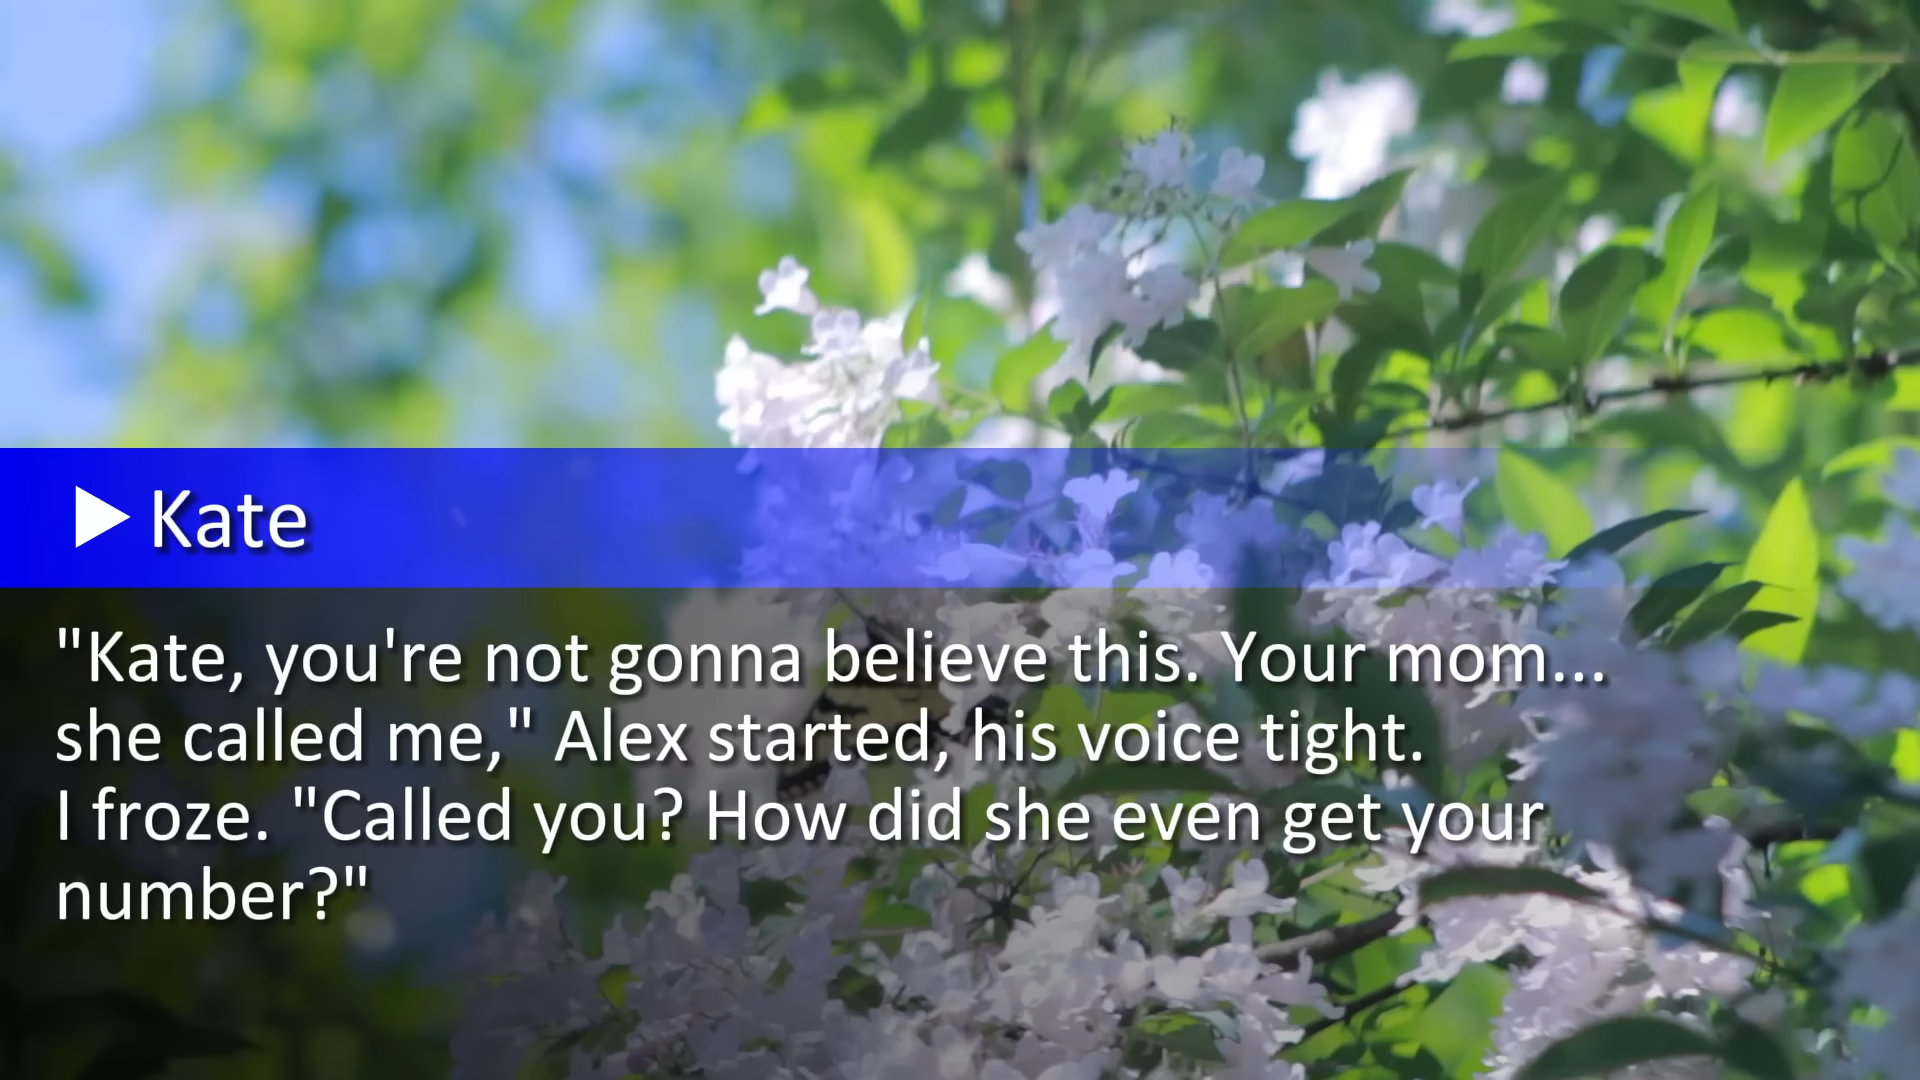 Kate
"Kate, you're not gonna believe this. Your mom...
she called me," Alex started, his voice tight.
I froze. "Called you? How did she even get your
number?"